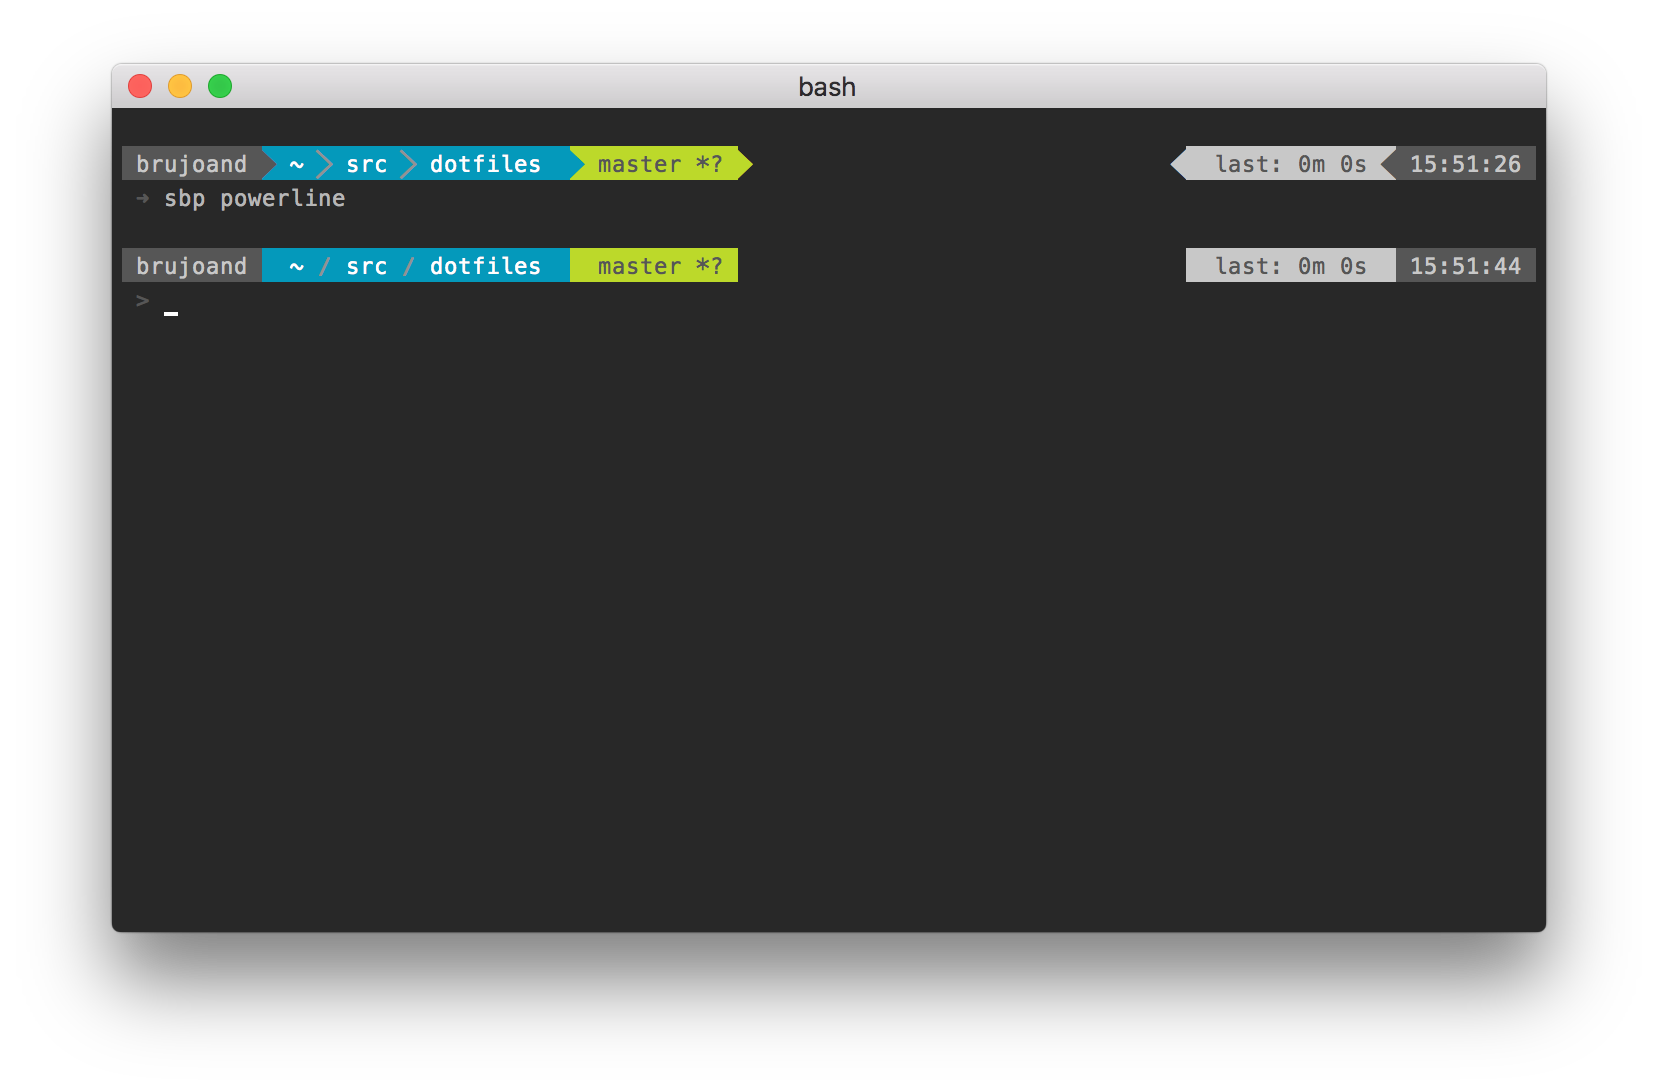 bash
brujoand ~ src dotfiles master *? last: 0m 0s 15:51:26
➜ sbp powerline
brujoand ~ / src / dotfiles master *? last: 0m 0s 15:51:44
> _